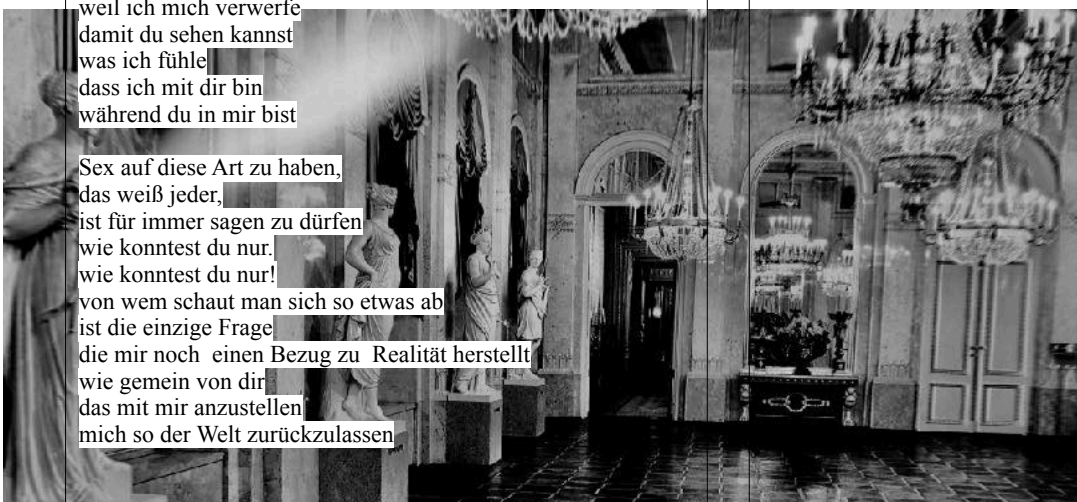 weil ich mich verwerfe
damit du sehen kannst
was ich fühle
dass ich mit dir bin
während du in mir bist
Sex auf diese Art zu haben,
das weiß jeder,
ist für immer sagen zu dürfen
wie konntest du nur.
wie konntest du nur!
von wem schaut man sich so etwas ab
ist die einzige Frage
die mir noch  einen Bezug zu  Realität herstellt
wie gemein von dir
das mit mir anzustellen
mich so der Welt zurückzulassen